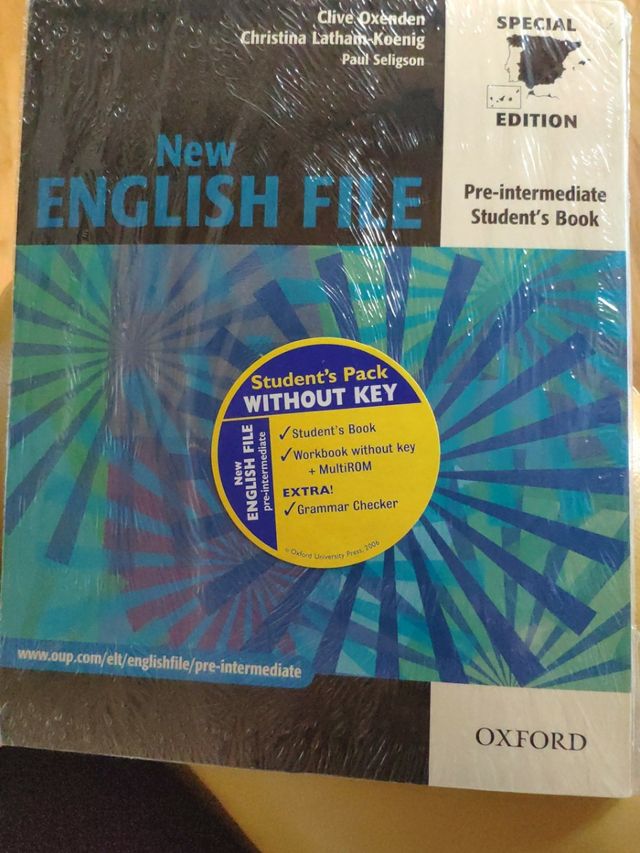 Clive Oxenden
Christina Latham-Koenig
Paul Seligson
SPECIAL
EDITION
New
ENGLISH FILE
Pre-intermediate
Student's Book
Student's Pack
WITHOUT KEY
New
ENGLISH FILE
pre-intermediate
✓Student's Book
✓Workbook without key
+ MultiROM
EXTRA!
✓Grammar Checker
© Oxford University Press, 2006
www.oup.com/elt/englishfile/pre-intermediate
OXFORD